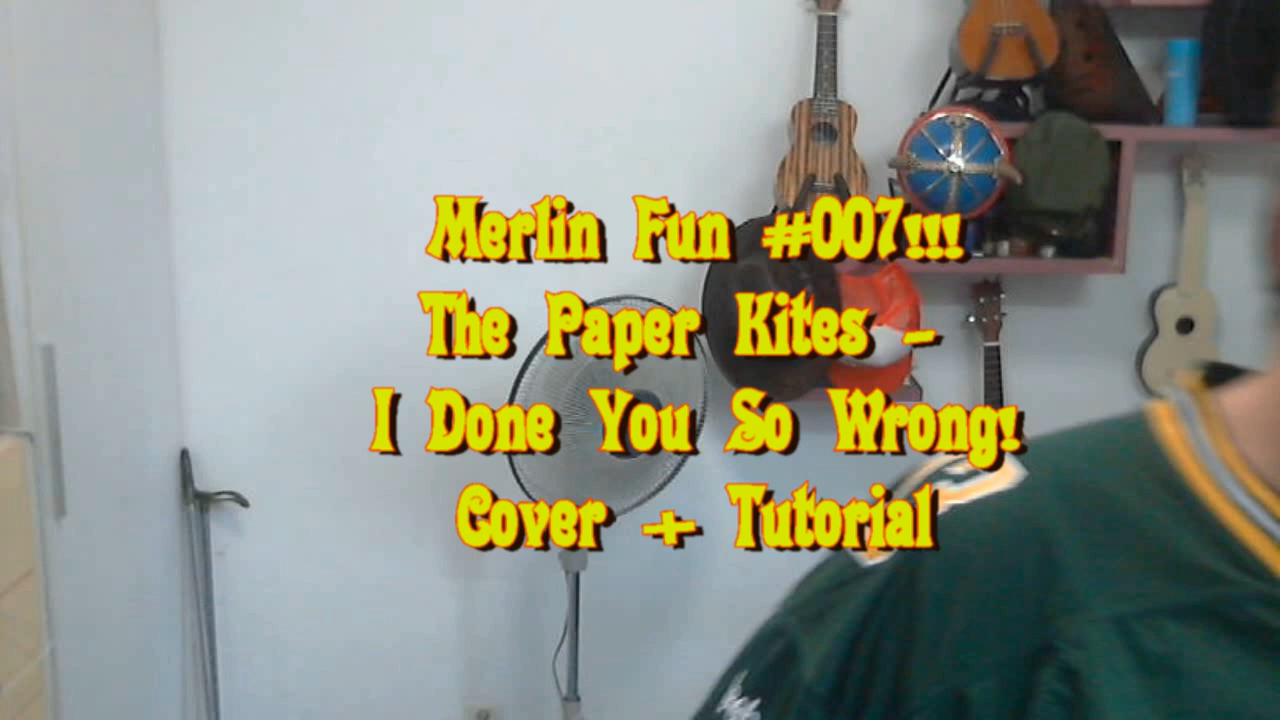 Merlin Fun #007!!!
The Paper Kites -
I Done You So Wrong!
Cover + Tutorial